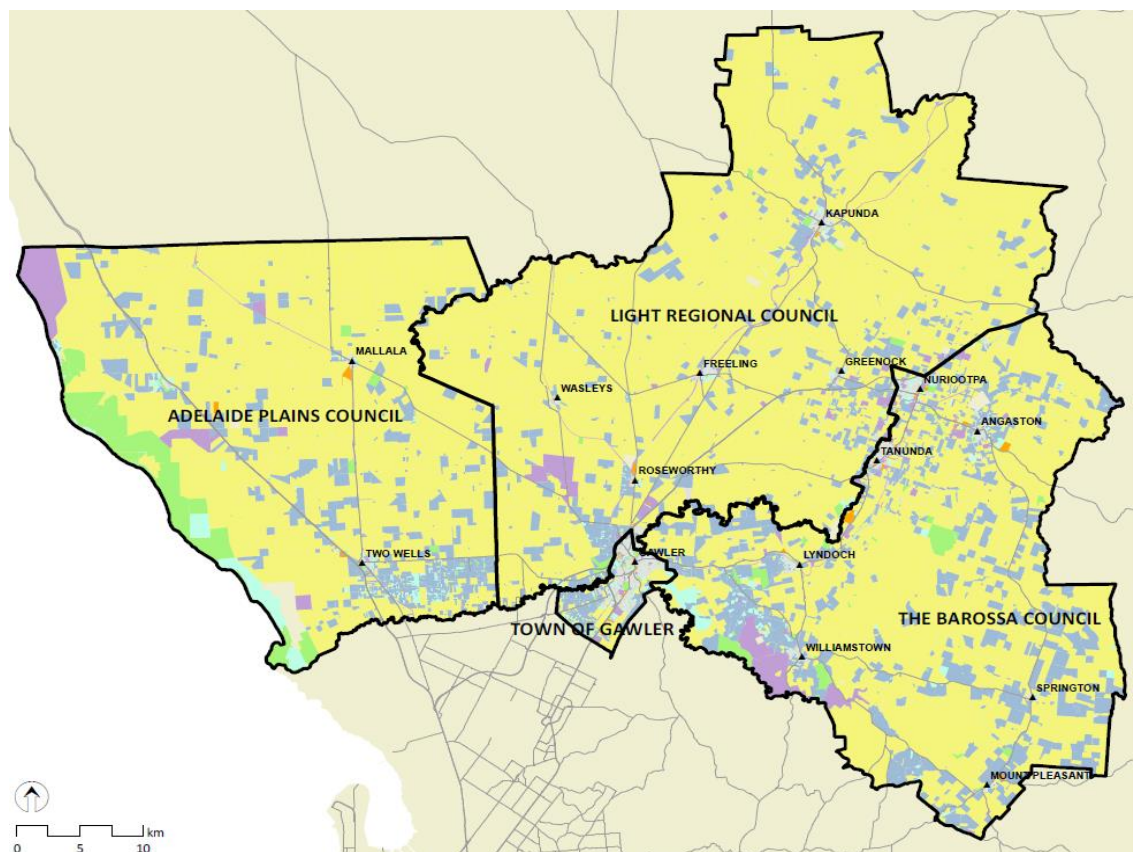 KAPUNDA
LIGHT REGIONAL COUNCIL
MALLALA
FREELING
GREENOCK
NURIOOTPA
WASLEYS
ADELAIDE PLAINS COUNCIL
ANGASTON
TANUNDA
ROSEWORTHY
TWO WELLS
GAWLER
LYNDOCH
THE BAROSSA COUNCIL
TOWN OF GAWLER
WILLIAMSTOWN
SPRINGTON
MOUNT PLEASANT
km
0 5 10